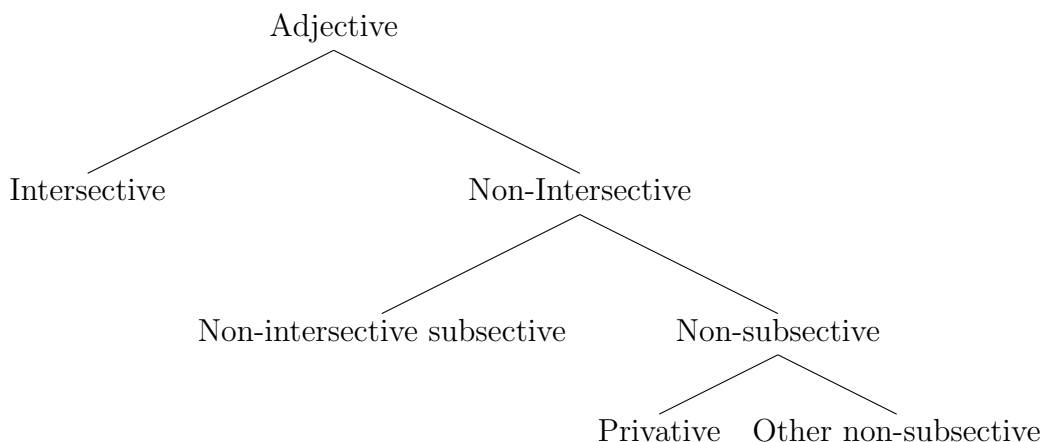 Adjective
Intersective
Non-Intersective
Non-intersective subsective
Non-subsective
Privative
Other non-subsective